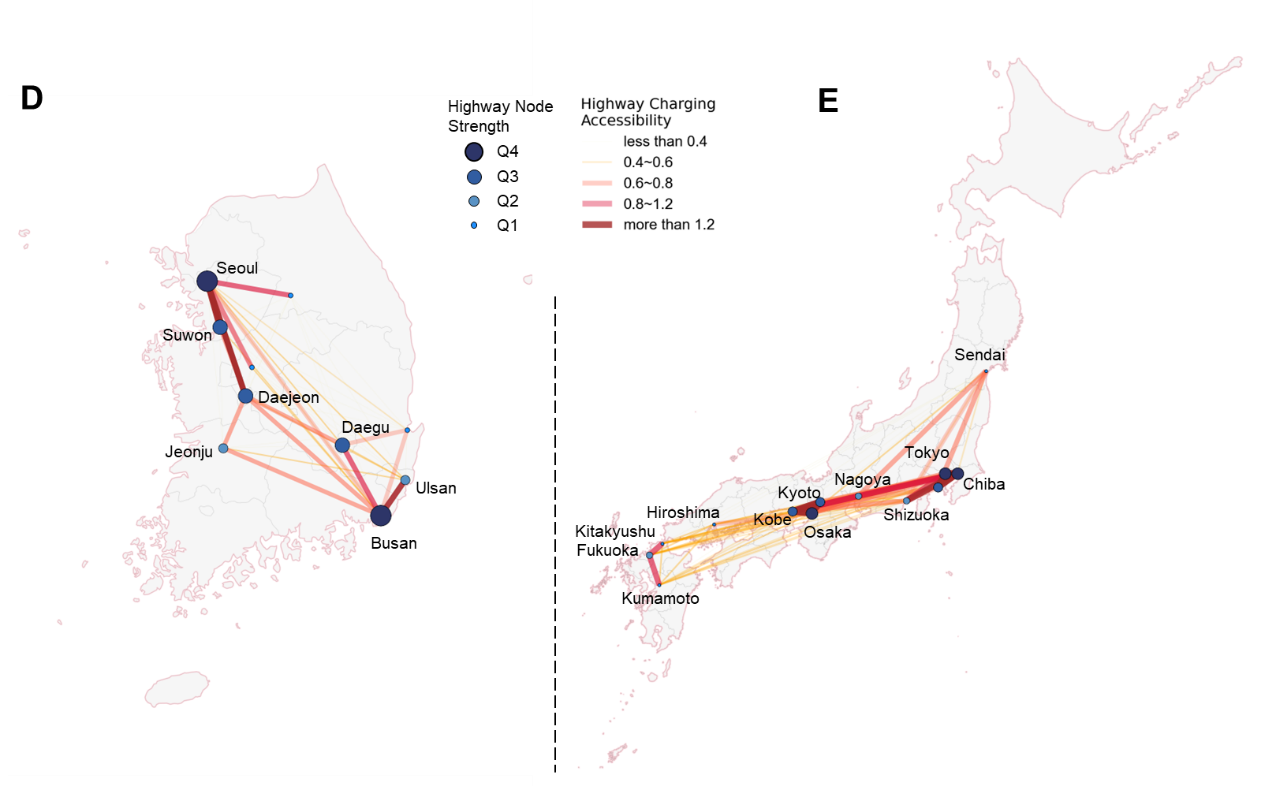 D
Highway Node
Strength
Q4
Q3
Q2
Q1
Highway Charging
Accessibility
less than 0.4
0.4~0.6
0.6~0.8
0.8~1.2
more than 1.2
E
Seoul
Suwon
Daejeon
Daegu
Jeonju
Ulsan
Busan
Sendai
Tokyo
Chiba
Nagoya
Kyoto
Shizuoka
Hiroshima
Kobe
Osaka
Kitakyushu
Fukuoka
Kumamoto